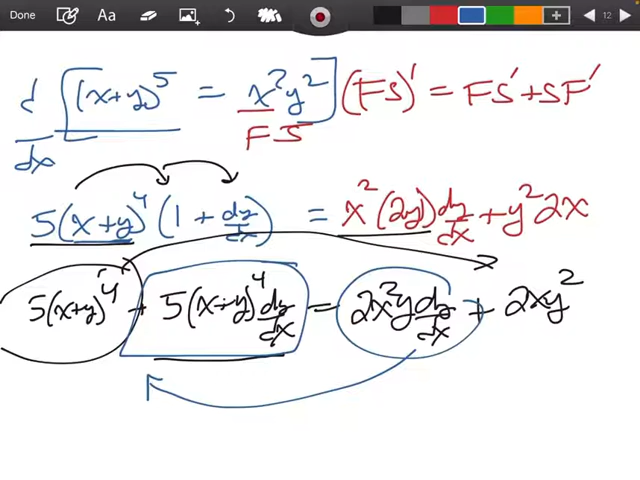 Done Aa 12
d/dx [(x+y)^5 = x^2y^2] (FS)' = FS' + SF'
FS
5(x+y)^4 (1 + dy/dx) = x^2(2y) dy/dx + y^2 2x
5(x+y)^4 + 5(x+y)^4 dy/dx = 2x^2y dy/dx + 2xy^2